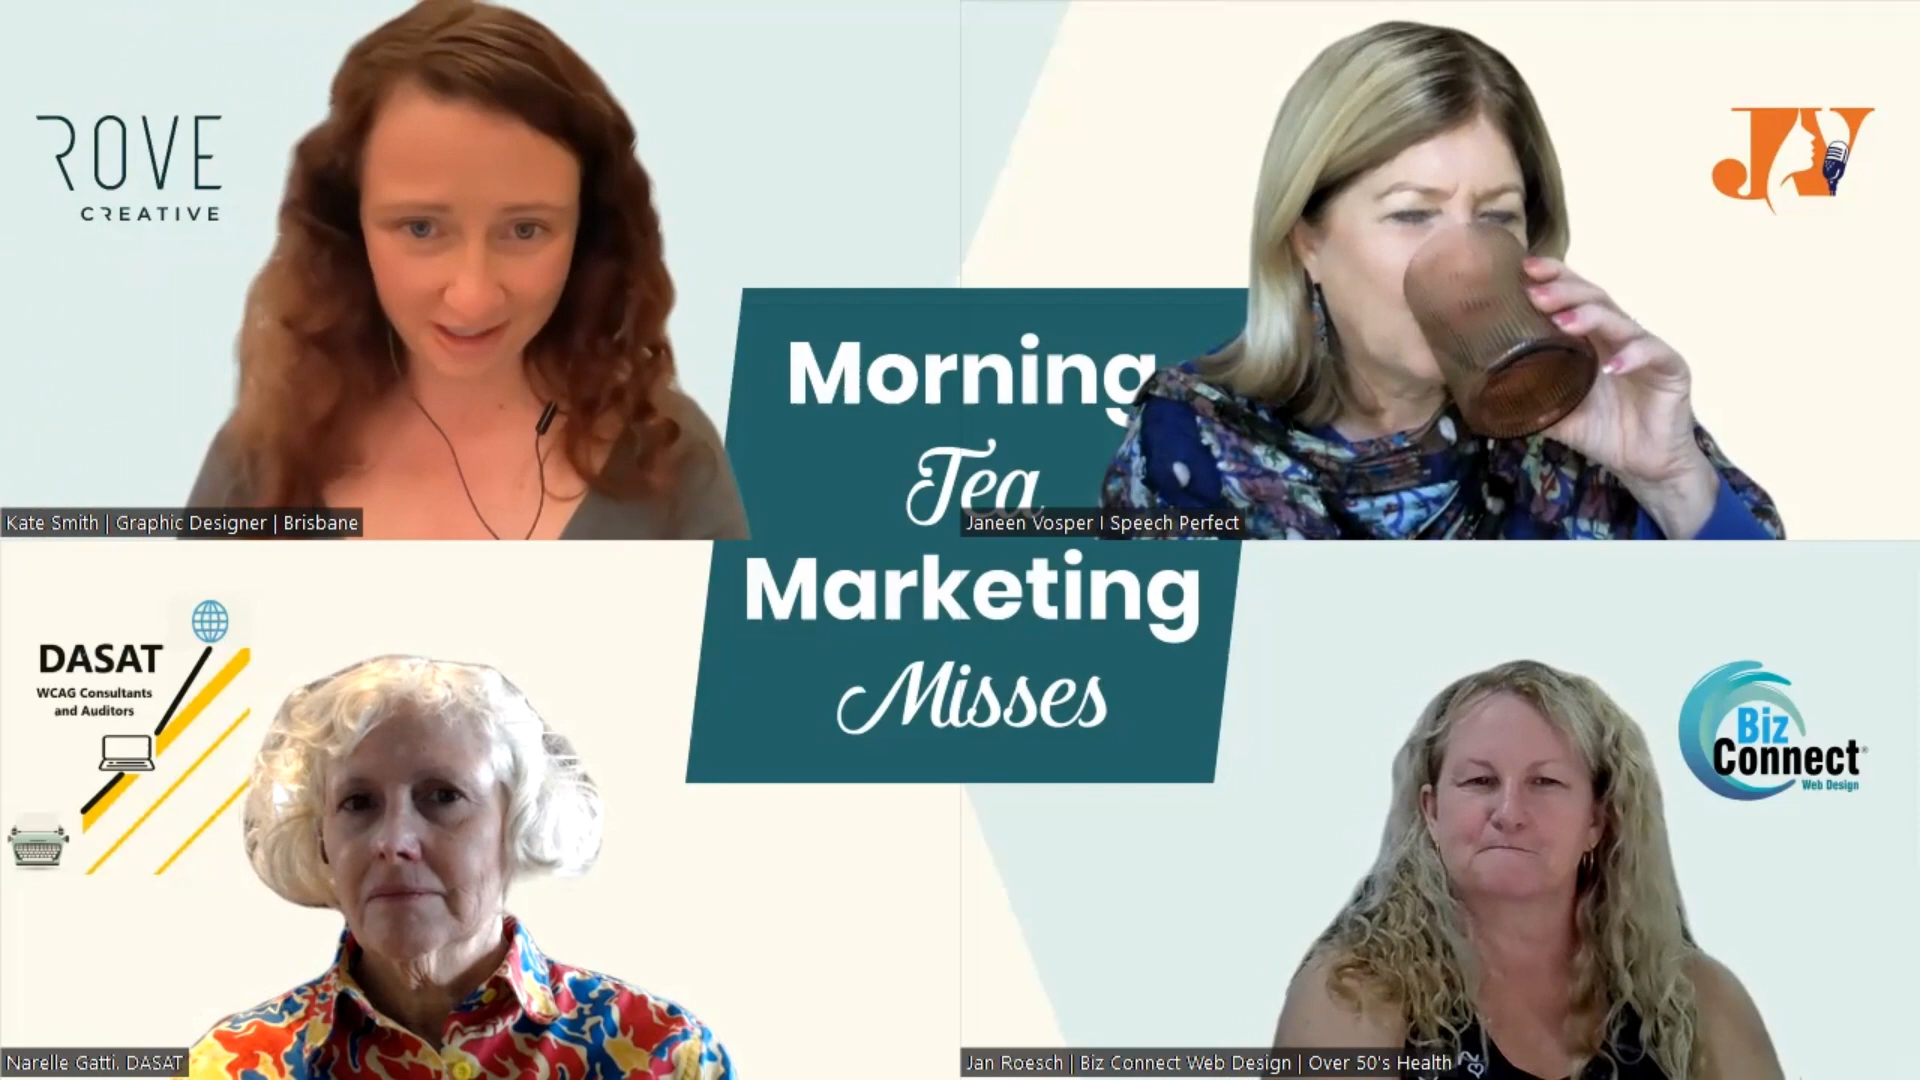 ROVE
CREATIVE
JV
Morning
Tea
Kate Smith | Graphic Designer | Brisbane
Janeen Vosper I Speech Perfect
Marketing
Misses
DASAT
WCAG Consultants
and Auditors
Biz
Connect®
Web Design
Narelle Gatti. DASAT
Jan Roesch | Biz Connect Web Design | Over 50's Health